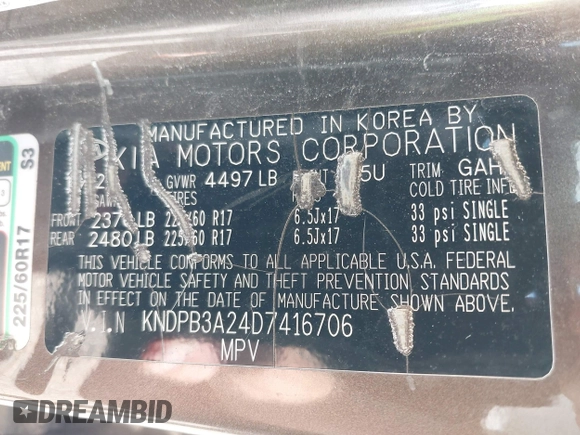 MANUFACTURED IN KOREA BY
KIA MOTORS CORPORATION
GVWR 4497 LB 5U TRIM GAH
COLD TIRE INF
FRONT 237 LB 225/60 R17 6.5Jx17 33 psi SINGLE
REAR 2480 LB 225/60 R17 6.5Jx17 33 psi SINGLE
THIS VEHICLE CONFORMS TO ALL APPLICABLE U.S.A. FEDERAL
MOTOR VEHICLE SAFETY AND THEFT PREVENTION STANDARDS
IN EFFECT ON THE DATE OF MANUFACTURE SHOWN ABOVE.
V.I.N KNDPB3A24D7416706
MPV
225/60R17
S3
DREAMBID